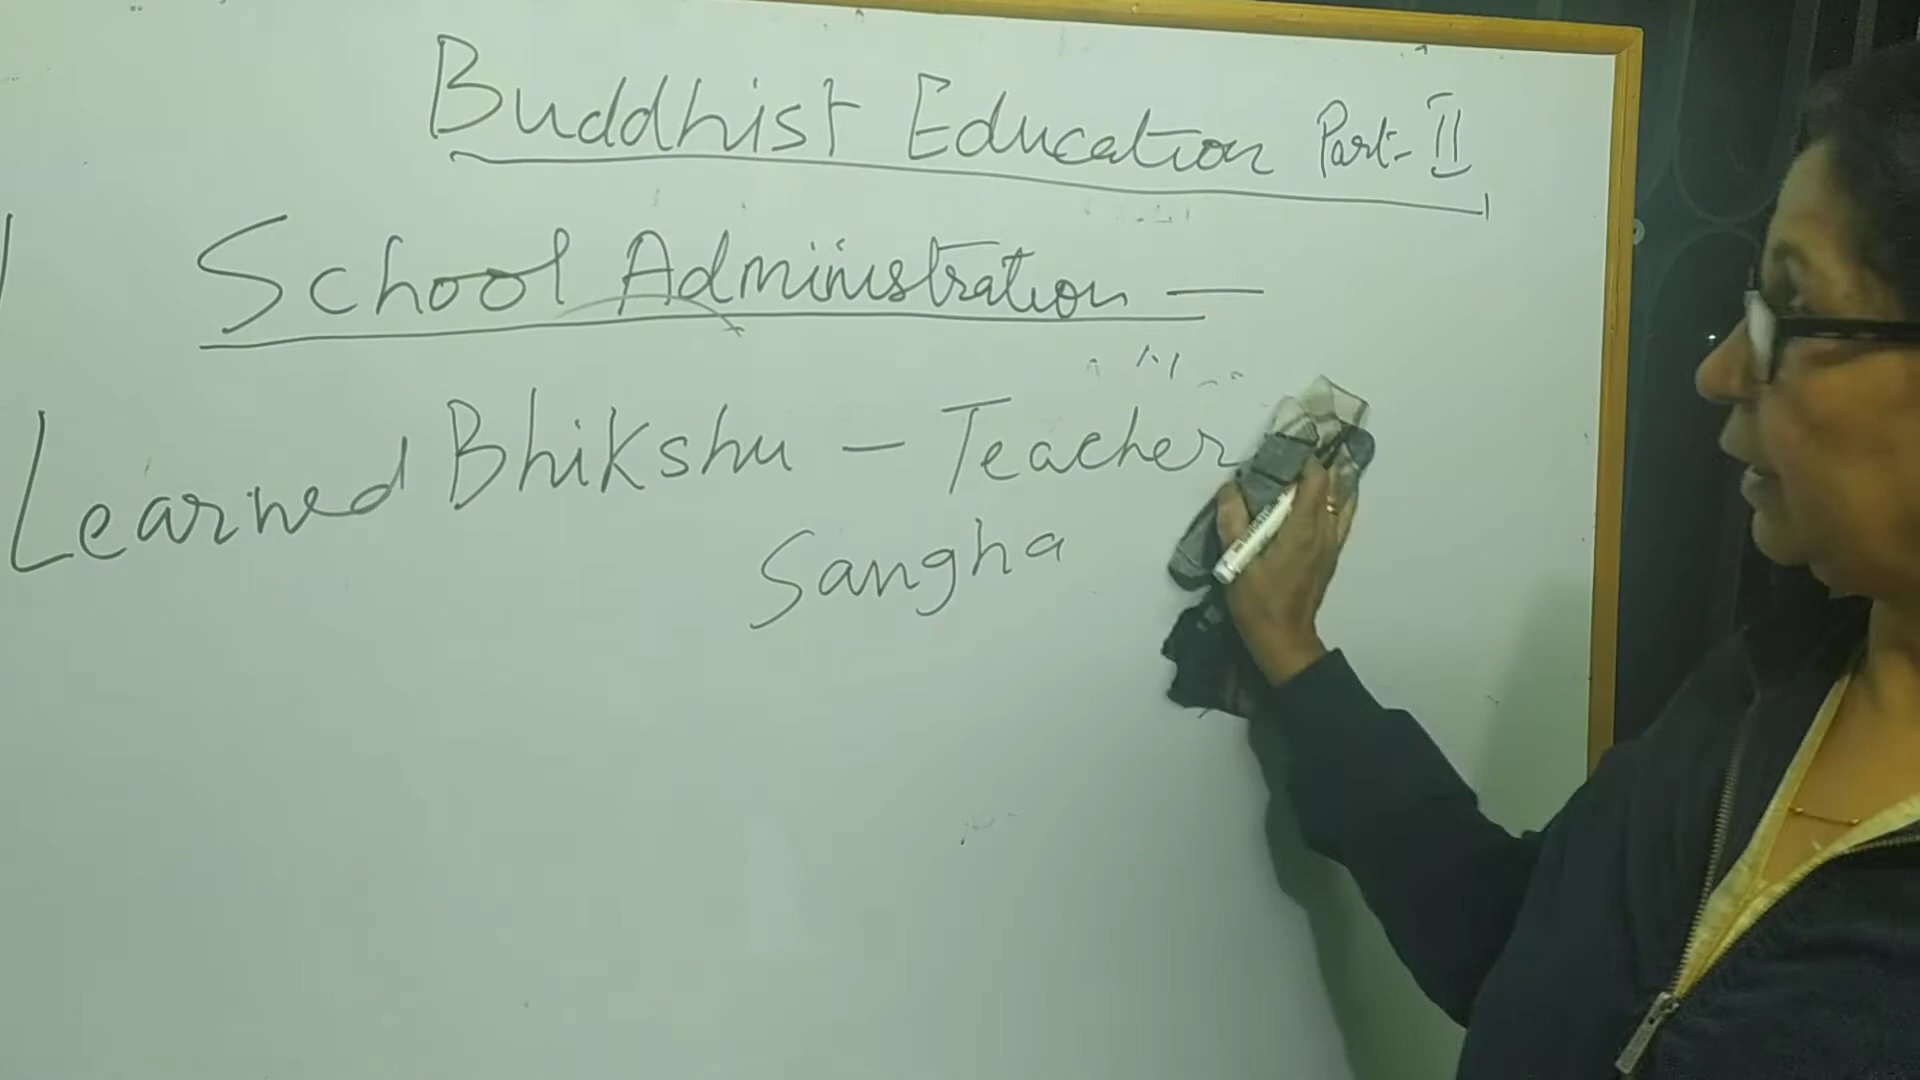 Buddhist Education Part-II
School Administration —
Learned Bhikshu - Teacher
Sangha